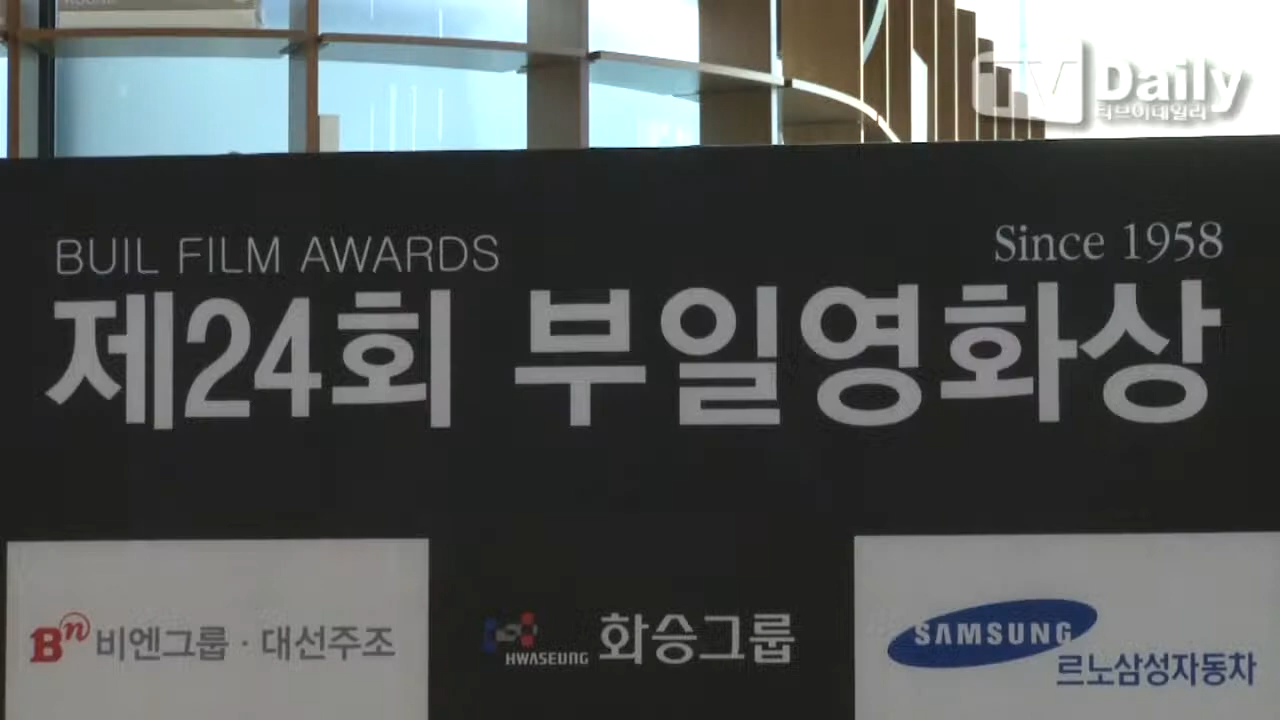 TV Daily
티브이데일리
BUIL FILM AWARDS
Since 1958
제24회 부일영화상
Bn 비엔그룹 · 대선주조
HWASEUNG 화승그룹
SAMSUNG
르노삼성자동차